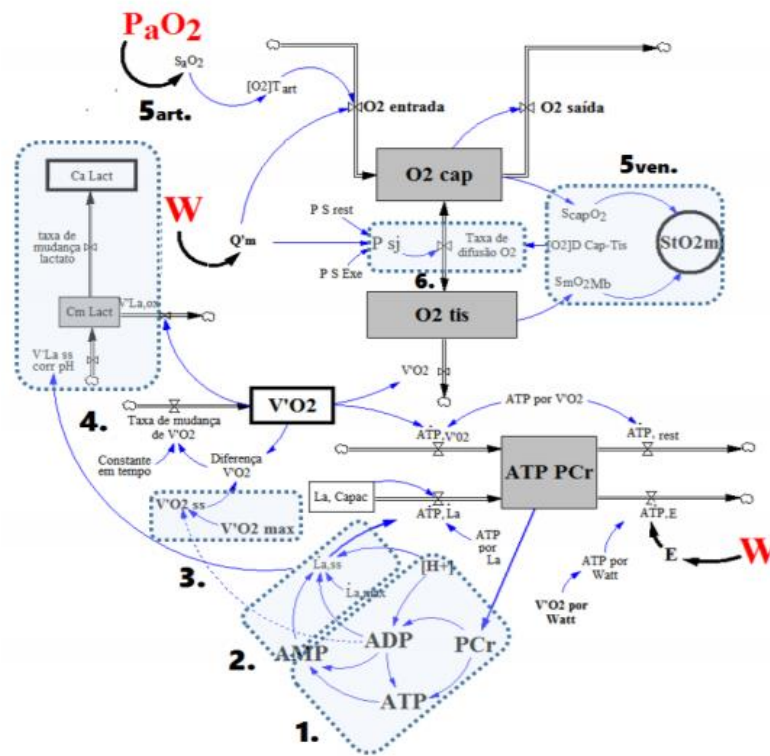 PaO2
SaO2
[O2]T art
5art.
O2 entrada
O2 saída
O2 cap
5ven.
Ca Lact
taxa de
mudança
lactato
Cm Lact
V'La,ox
V'La ss
corr pH
4.
W
Q'm
P S rest
P sj
P S Exe
Taxa de
difusão O2
6.
ScapO2
[O2]D Cap-Tis
SmO2Mb
StO2m
O2 tis
V'O2
V'O2
Taxa de mudança
de V'O2
Constante
em tempo
Diferença
V'O2
V'O2 ss
V'O2 max
3.
ATP por V'O2
ATP,V'02
ATP, rest
ATP PCr
La, Capac
ATP,La
ATP
por
La
ATP,E
ATP por
Watt
E
W
V'O2 por
Watt
La,ss
La,max
[H+]
2.
AMP
ADP
PCr
ATP
1.